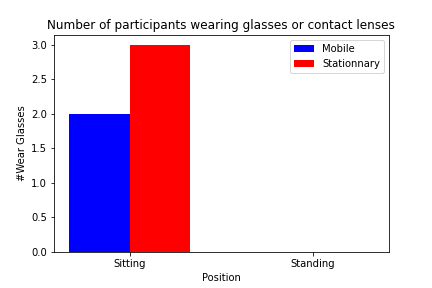 Number of participants wearing glasses or contact lenses
Mobile
Stationnary
#Wear Glasses
3.0
2.5
2.0
1.5
1.0
0.5
0.0
Sitting
Standing
Position